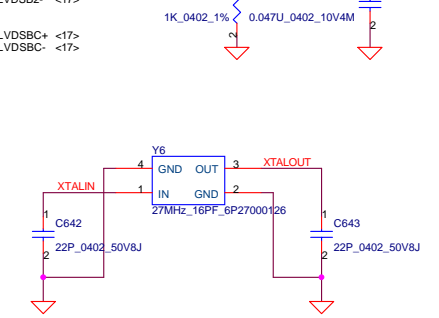 LVDSB2- <17>
LVDSBC+ <17>
LVDSBC- <17>
1K_0402_1%
2
0.047U_0402_10V4M
2
Y6
4 GND OUT 3 XTALOUT
XTALIN 1 IN GND 2
27MHz_16PF_6P27000126
1 C642
2 22P_0402_50V8J
1 C643
2 22P_0402_50V8J